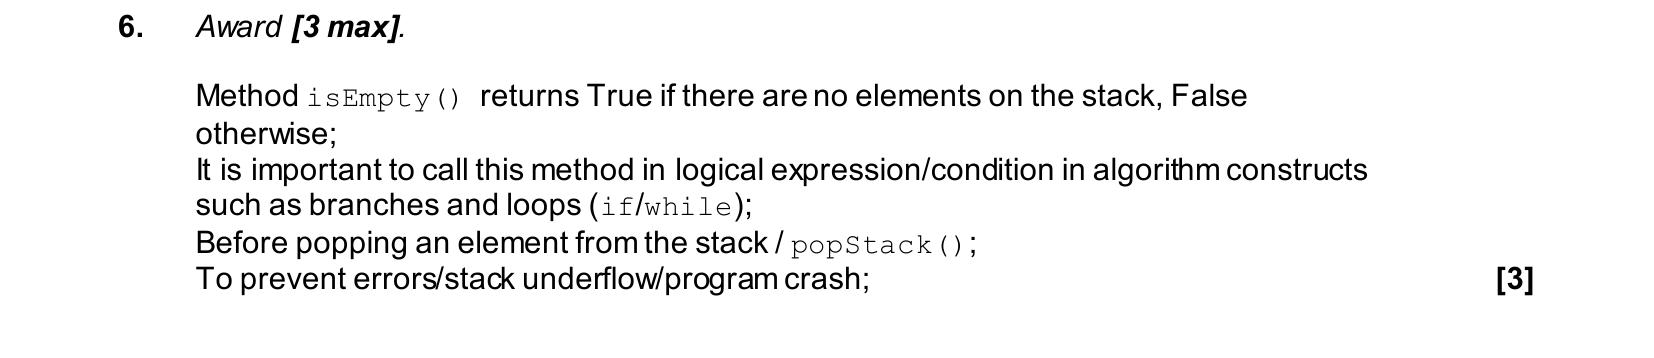 6. Award [3 max].
Method isEmpty() returns True if there are no elements on the stack, False
otherwise;
It is important to call this method in logical expression/condition in algorithm constructs
such as branches and loops (if/while);
Before popping an element from the stack / popStack();
To prevent errors/stack underflow/program crash; [3]